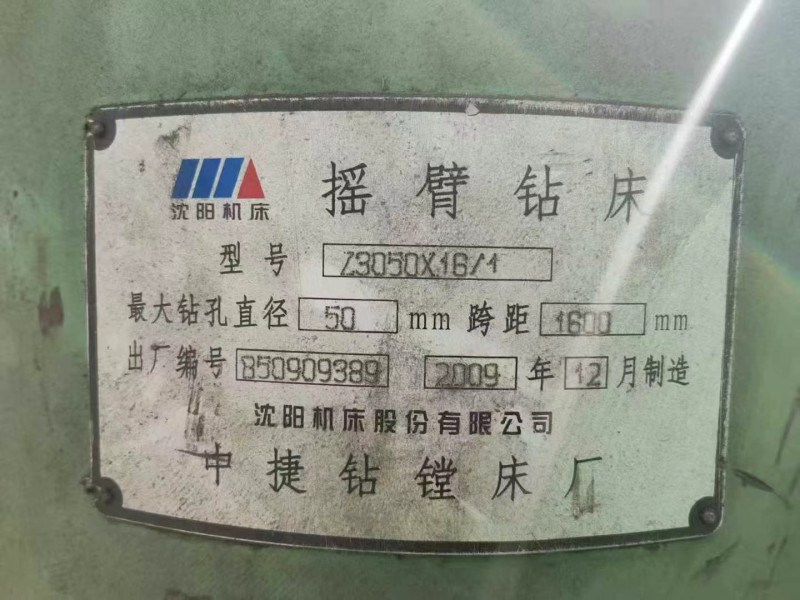 沈阳机床 摇臂钻床
型号 Z3050X16/1
最大钻孔直径 50 mm 跨距 1600 mm
出厂编号 B50909389 2009 年 12 月制造
沈阳机床股份有限公司
中捷钻镗床厂